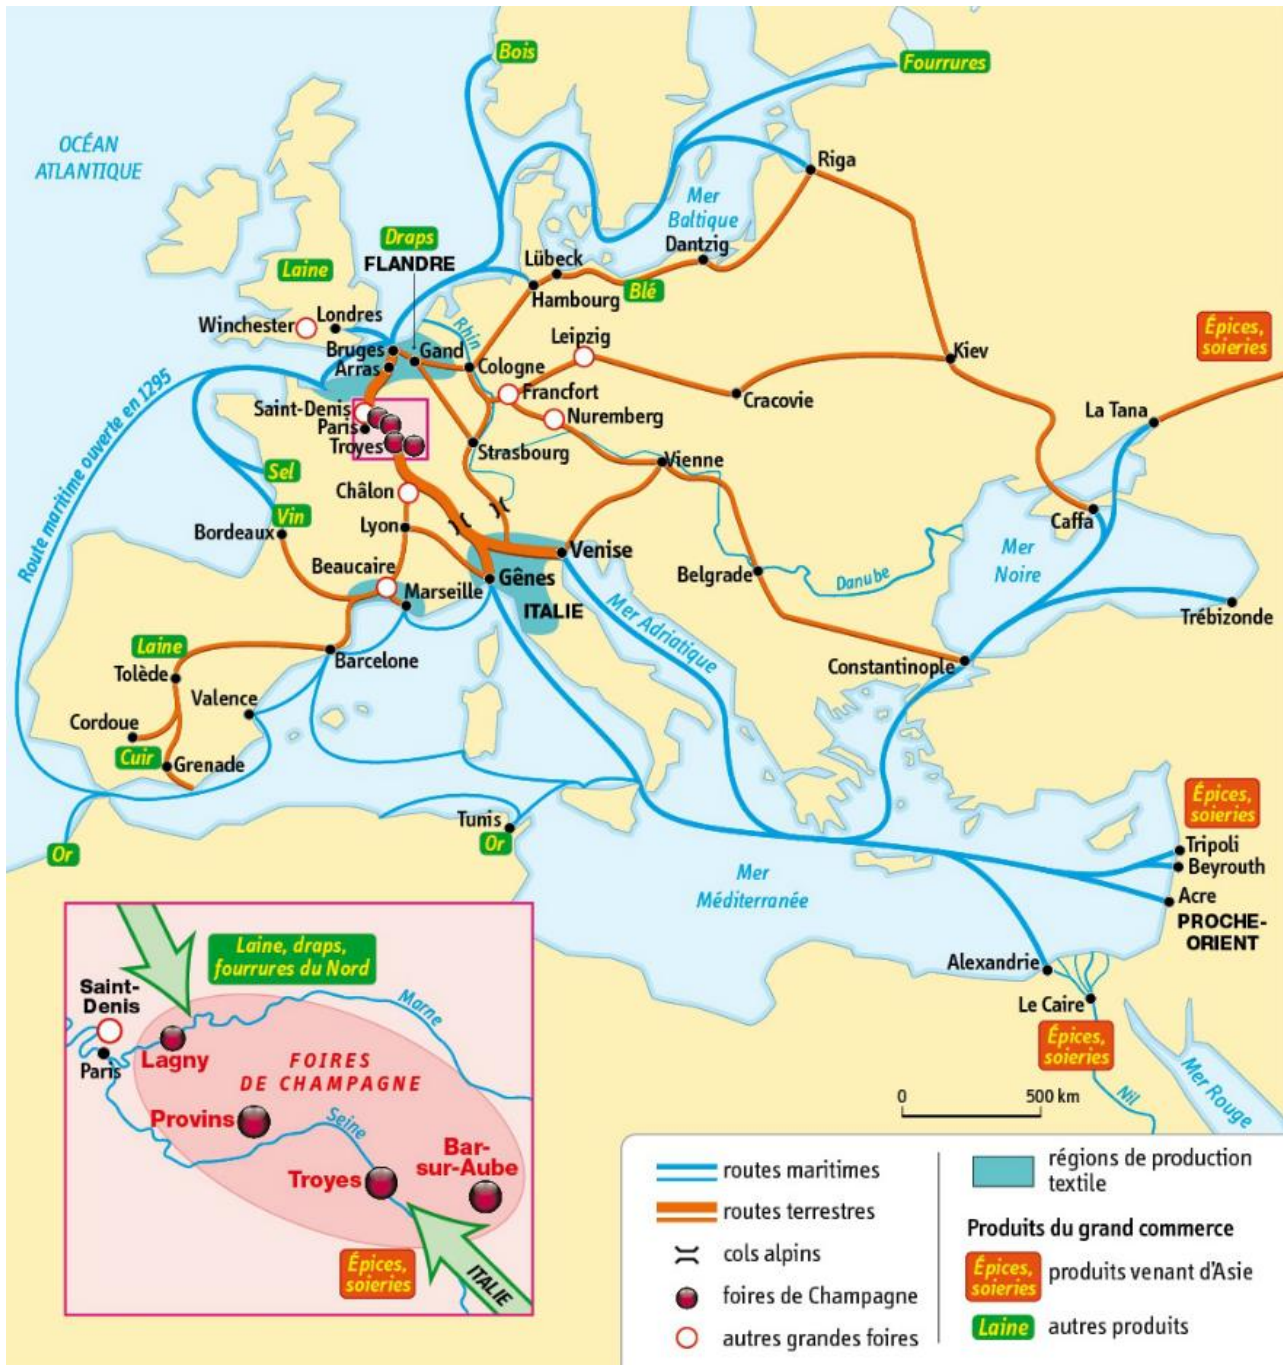 Bois
Fourrures
OCÉAN
ATLANTIQUE
Riga
Mer
Baltique
Draps
FLANDRE
Dantzig
Laine
Lübeck
Hambourg
Blé
Londres
Winchester
Rhin
Épices,
soieries
Leipzig
Bruges
Gand
Kiev
Arras
Cologne
Route maritime ouverte en 1295
Francfort
Cracovie
Saint-Denis
Nuremberg
La Tana
Paris
Troyes
Strasbourg
Vienne
Sel
Châlon
Vin
Lyon
Caffa
Bordeaux
Venise
Mer
Noire
Beaucaire
Gênes
Belgrade
Danube
Marseille
ITALIE
Trébizonde
Mer Adriatique
Laine
Barcelone
Constantinople
Tolède
Valence
Cordoue
Cuir
Grenade
Épices,
soieries
Tunis
Or
Or
Tripoli
Beyrouth
Mer
Méditerranée
Acre
PROCHE-
ORIENT
Alexandrie
Le Caire
Épices,
soieries
Nil
Mer Rouge
0 500 km
Laine, draps,
fourrures du Nord
Saint-
Denis
Marne
Paris
Lagny
FOIRES
DE CHAMPAGNE
Provins
Seine
Bar-
sur-Aube
Troyes
Épices,
soieries
ITALIE
routes maritimes
routes terrestres
cols alpins
foires de Champagne
autres grandes foires
régions de production
textile
Produits du grand commerce
Épices,
soieries
produits venant d'Asie
Laine
autres produits